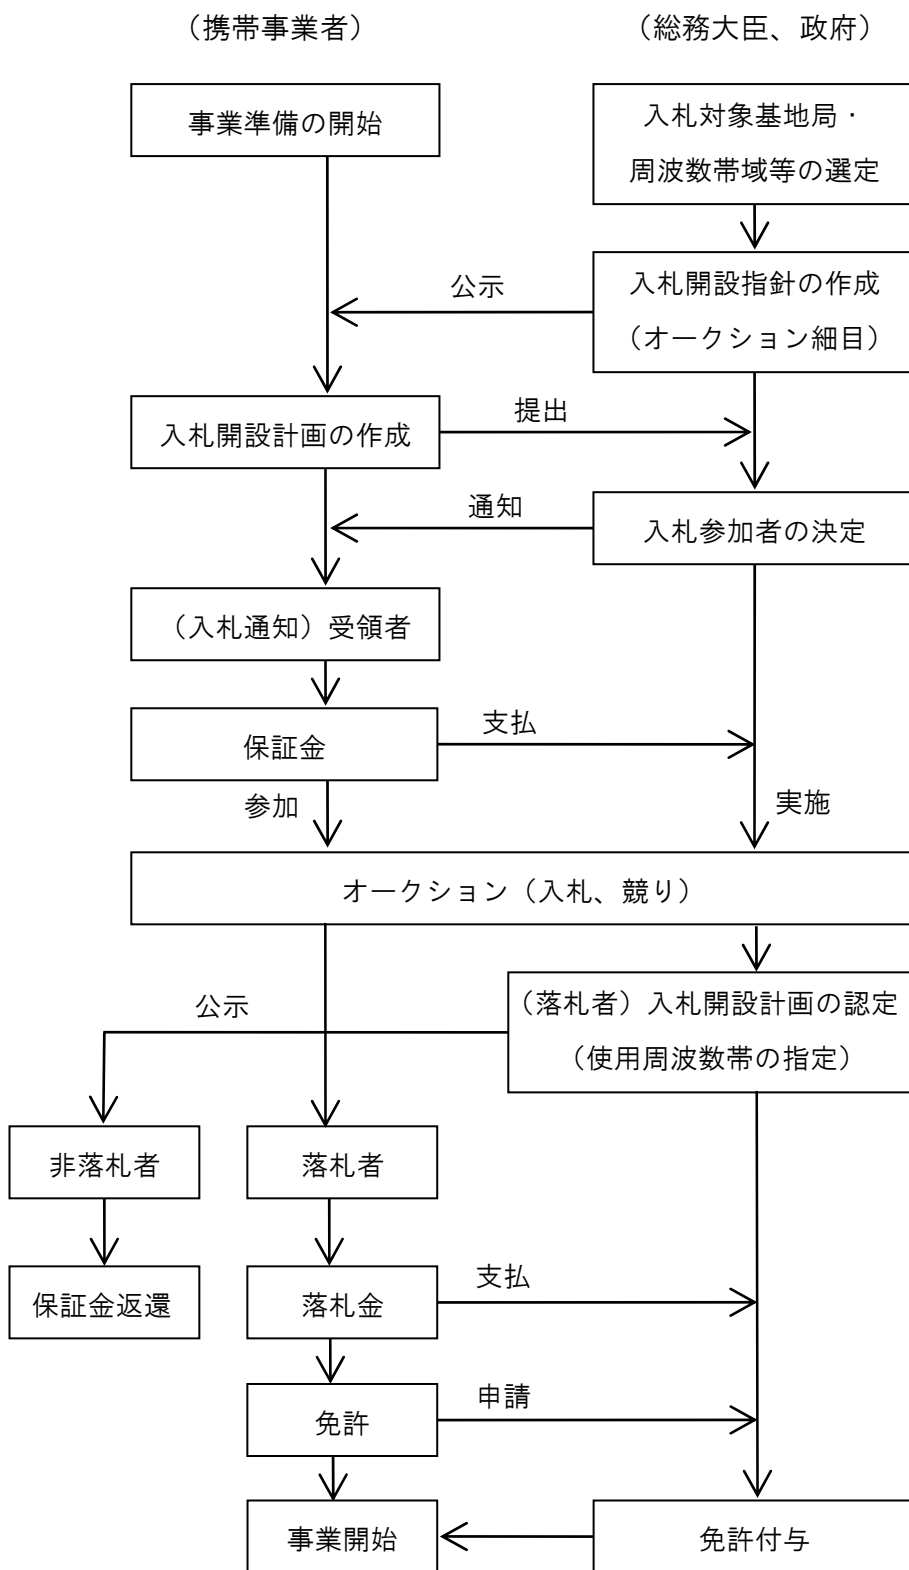 （携帯事業者）
（総務大臣、政府）
事業準備の開始
入札対象基地局・
周波数帯域等の選定
公示
入札開設指針の作成
（オークション細目）
入札開設計画の作成
提出
通知
入札参加者の決定
（入札通知）受領者
保証金
支払
参加
実施
オークション（入札、競り）
公示
（落札者）入札開設計画の認定
（使用周波数帯の指定）
非落札者
落札者
保証金返還
落札金
支払
免許
申請
事業開始
免許付与